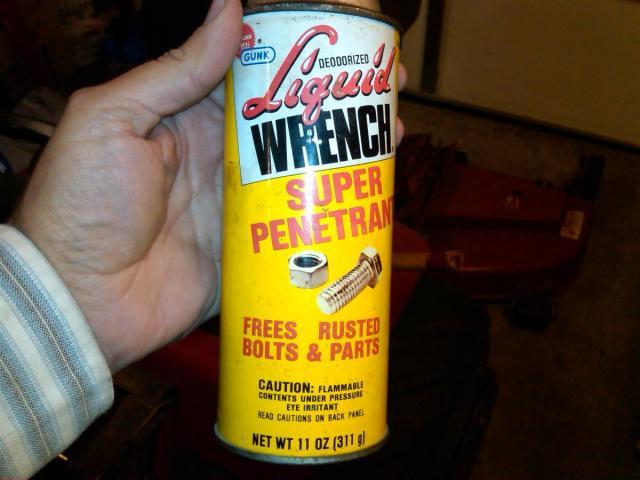 GUNK
DEODORIZED
Liquid
WRENCH
SUPER
PENETRANT
FREES RUSTED
BOLTS & PARTS
CAUTION: FLAMMABLE
CONTENTS UNDER PRESSURE
EYE IRRITANT
READ CAUTIONS ON BACK PANEL
NET WT 11 OZ (311 g)